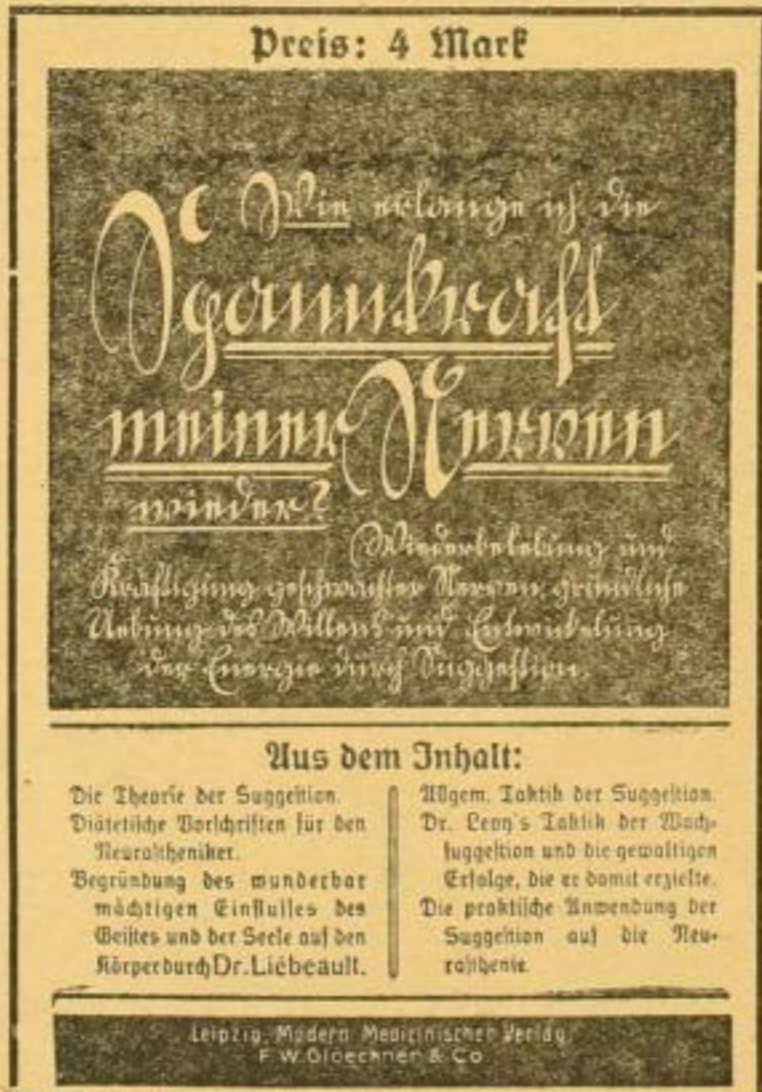 Preis: 4 Mark
Wie erlange ich die
Spannkraft
meiner Nerven
wieder?
Wiederbelebung und
Kräftigung geschwächter Nerven, gründliche
Uebung des Willens und Entwickelung
der Energie durch Suggestion.
Aus dem Inhalt:
Die Theorie der Suggestion.
Diätetische Vorschriften für den
Neurastheniker.
Begründung des wunderbar
mächtigen Einflusses des
Geistes und der Seele auf den
Körper durch Dr. Liébeault.
Allgem. Taktik der Suggestion.
Dr. Levy's Taktik der Wach-
suggestion und die gewaltigen
Erfolge, die er damit erzielte.
Die praktische Anwendung der
Suggestion auf die Neu-
rasthenie.
Leipzig, Modern Medicinischer Verlag
F. W. Gloeckner & Co